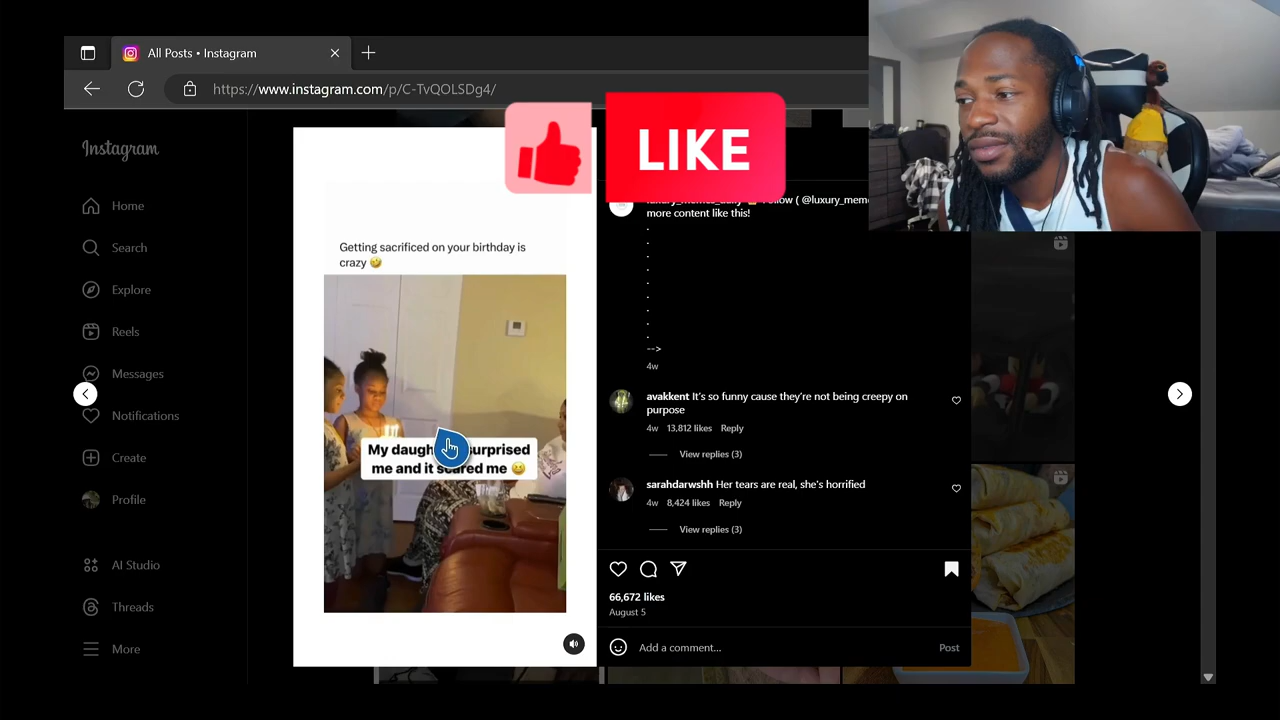 All Posts • Instagram
https://www.instagram.com/p/C-TvQOLSDg4/
Instagram
Home
Search
Explore
Reels
Messages
Notifications
Create
Profile
AI Studio
Threads
More
LIKE
Getting sacrificed on your birthday is
crazy 🤣
My daugh surprised
me and it scared me 😄
Follow ( @luxury_mem
more content like this!
.
.
.
.
.
.
.
.
.
-->
4w
avakkent It's so funny cause they're not being creepy on
purpose
4w 13,812 likes Reply
View replies (3)
sarahdarwshh Her tears are real, she's horrified
4w 8,424 likes Reply
View replies (3)
66,672 likes
August 5
Add a comment... Post